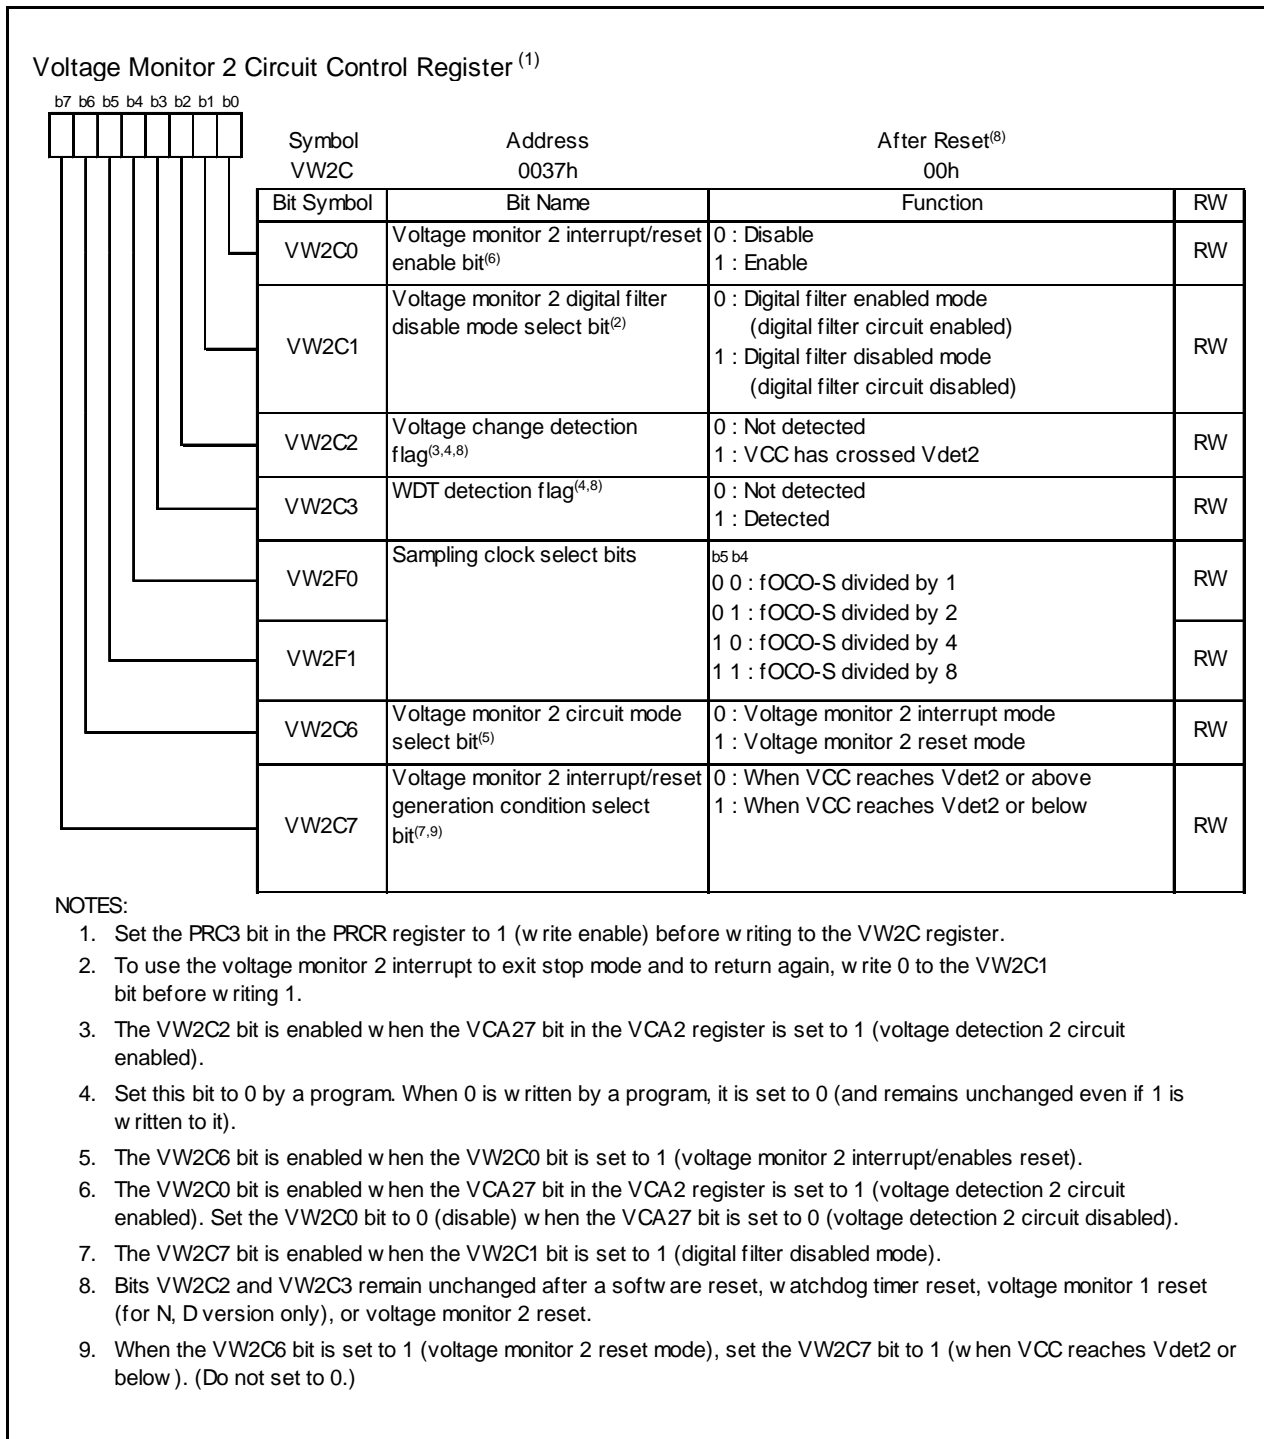 Voltage Monitor 2 Circuit Control Register (1)
b7 b6 b5 b4 b3 b2 b1 b0
Symbol Address After Reset(8)
VW2C 0037h 00h
Bit Symbol Bit Name Function RW
VW2C0 Voltage monitor 2 interrupt/reset 0 : Disable RW
enable bit(6) 1 : Enable
VW2C1 Voltage monitor 2 digital filter 0 : Digital filter enabled mode RW
disable mode select bit(2) (digital filter circuit enabled)
1 : Digital filter disabled mode
(digital filter circuit disabled)
VW2C2 Voltage change detection 0 : Not detected RW
flag(3,4,8) 1 : VCC has crossed Vdet2
VW2C3 WDT detection flag(4,8) 0 : Not detected RW
1 : Detected
VW2F0 Sampling clock select bits b5 b4 RW
0 0 : fOCO-S divided by 1
0 1 : fOCO-S divided by 2
VW2F1 1 0 : fOCO-S divided by 4 RW
1 1 : fOCO-S divided by 8
VW2C6 Voltage monitor 2 circuit mode 0 : Voltage monitor 2 interrupt mode RW
select bit(5) 1 : Voltage monitor 2 reset mode
VW2C7 Voltage monitor 2 interrupt/reset 0 : When VCC reaches Vdet2 or above RW
generation condition select 1 : When VCC reaches Vdet2 or below
bit(7,9)
NOTES:
1. Set the PRC3 bit in the PRCR register to 1 (write enable) before writing to the VW2C register.
2. To use the voltage monitor 2 interrupt to exit stop mode and to return again, write 0 to the VW2C1
bit before writing 1.
3. The VW2C2 bit is enabled when the VCA27 bit in the VCA2 register is set to 1 (voltage detection 2 circuit
enabled).
4. Set this bit to 0 by a program. When 0 is written by a program, it is set to 0 (and remains unchanged even if 1 is
written to it).
5. The VW2C6 bit is enabled when the VW2C0 bit is set to 1 (voltage monitor 2 interrupt/enables reset).
6. The VW2C0 bit is enabled when the VCA27 bit in the VCA2 register is set to 1 (voltage detection 2 circuit
enabled). Set the VW2C0 bit to 0 (disable) when the VCA27 bit is set to 0 (voltage detection 2 circuit disabled).
7. The VW2C7 bit is enabled when the VW2C1 bit is set to 1 (digital filter disabled mode).
8. Bits VW2C2 and VW2C3 remain unchanged after a software reset, watchdog timer reset, voltage monitor 1 reset
(for N, D version only), or voltage monitor 2 reset.
9. When the VW2C6 bit is set to 1 (voltage monitor 2 reset mode), set the VW2C7 bit to 1 (when VCC reaches Vdet2 or
below). (Do not set to 0.)